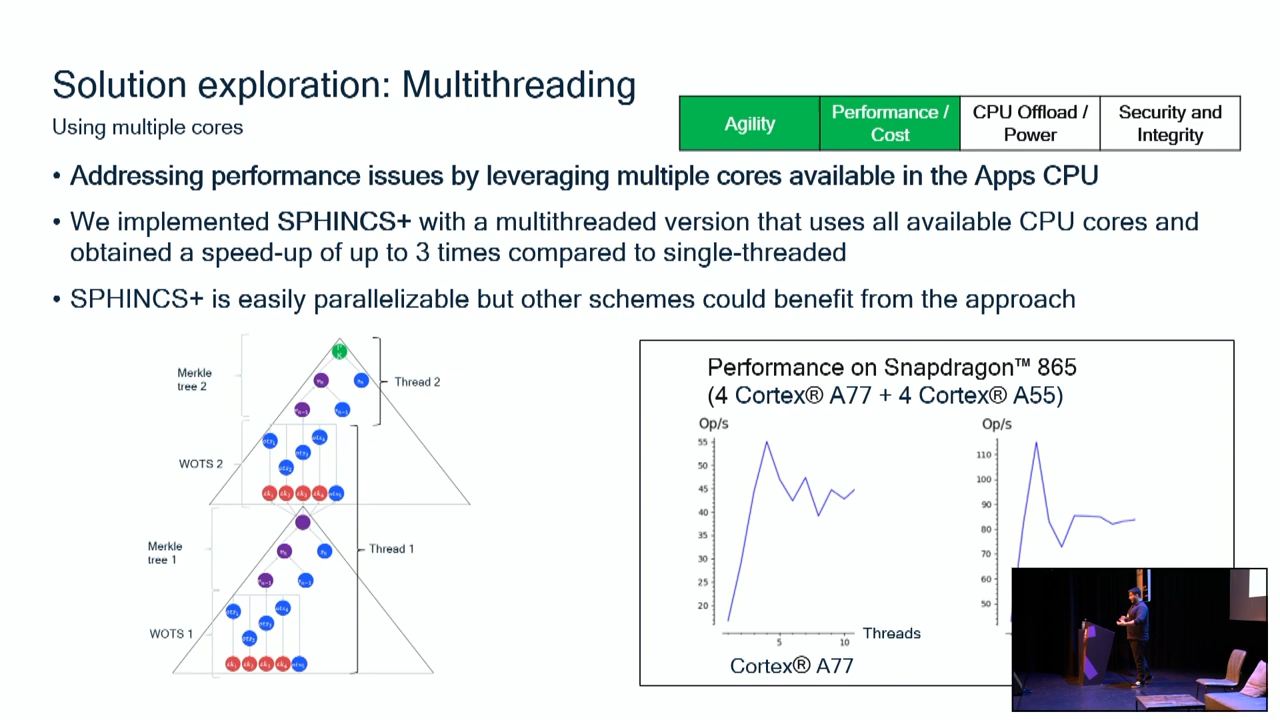 Solution exploration: Multithreading
Using multiple cores
Agility
Performance /
Cost
CPU Offload /
Power
Security and
Integrity
• Addressing performance issues by leveraging multiple cores available in the Apps CPU
• We implemented SPHINCS+ with a multithreaded version that uses all available CPU cores and
obtained a speed-up of up to 3 times compared to single-threaded
• SPHINCS+ is easily parallelizable but other schemes could benefit from the approach
Merkle
tree 2
Thread 2
WOTS 2
Merkle
tree 1
Thread 1
WOTS 1
Performance on Snapdragon™ 865
(4 Cortex® A77 + 4 Cortex® A55)
Op/s
55
50
45
40
35
30
25
20
5
10
Threads
Cortex® A77
Op/s
110
100
90
80
70
60
50